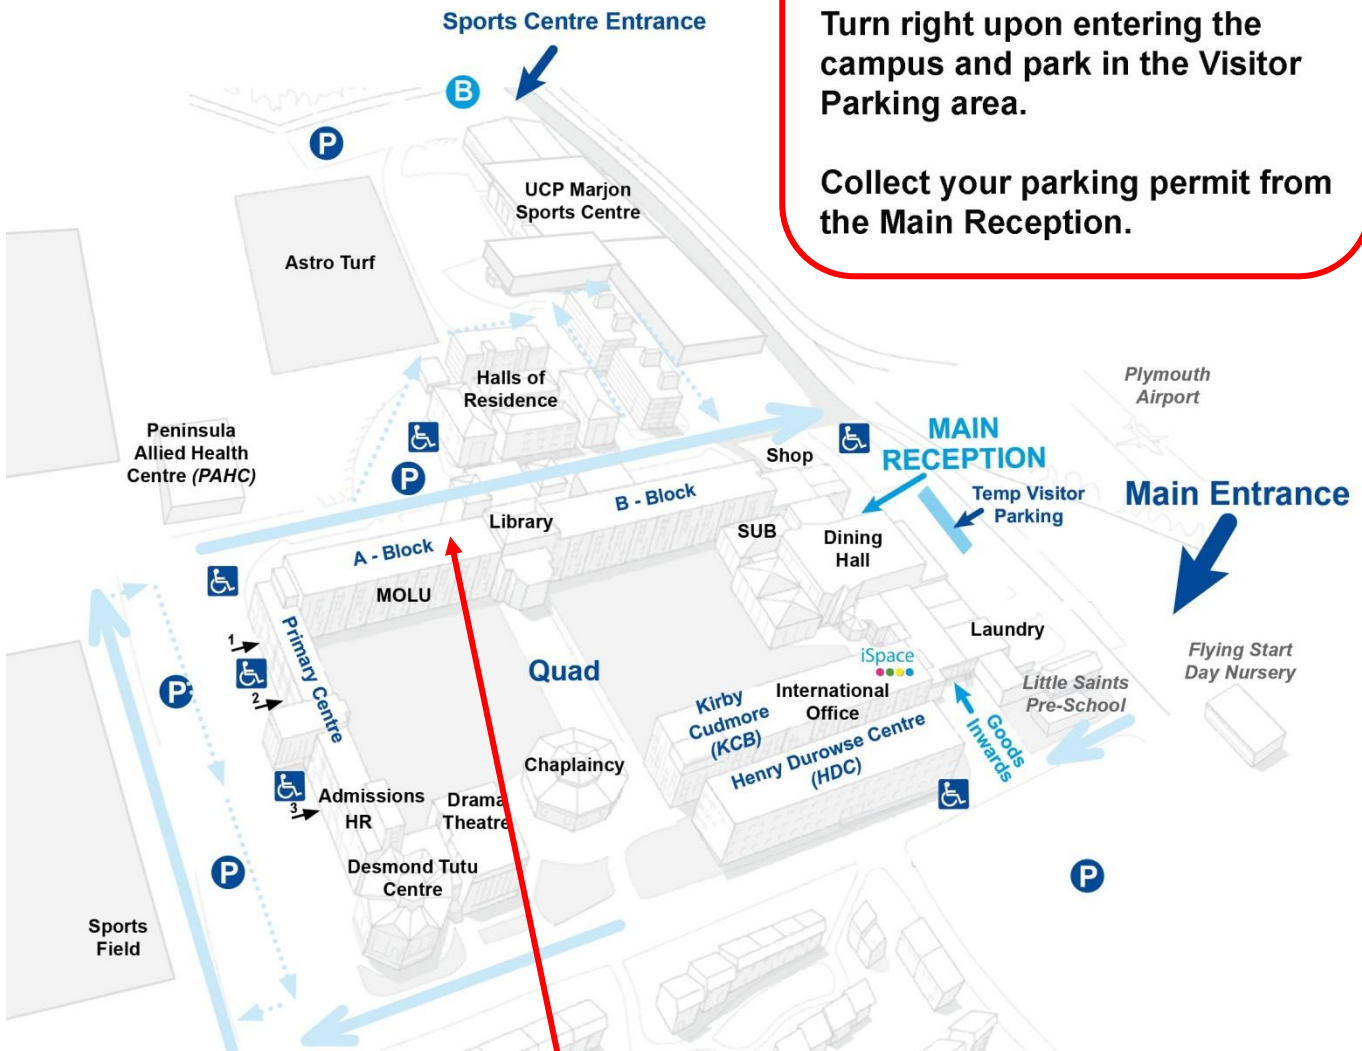 Sports Centre Entrance
Turn right upon entering the
campus and park in the Visitor
Parking area.
Collect your parking permit from
the Main Reception.
B
P
UCP Marjon
Sports Centre
Astro Turf
Plymouth
Airport
Halls of
Residence
Peninsula
Allied Health
Centre (PAHC)
P
Shop
MAIN
RECEPTION
Temp Visitor
Parking
Main Entrance
B - Block
Library
A - Block
SUB
Dining
Hall
MOLU
Primary Centre
1
2
3
P
Quad
Laundry
iSpace
International
Office
Kirby
Cudmore
(KCB)
Henry Durowse Centre
(HDC)
Goods
Inwards
Little Saints
Pre-School
Flying Start
Day Nursery
Chaplaincy
Admissions
HR
Drama
Theatre
Desmond Tutu
Centre
P
P
Sports
Field